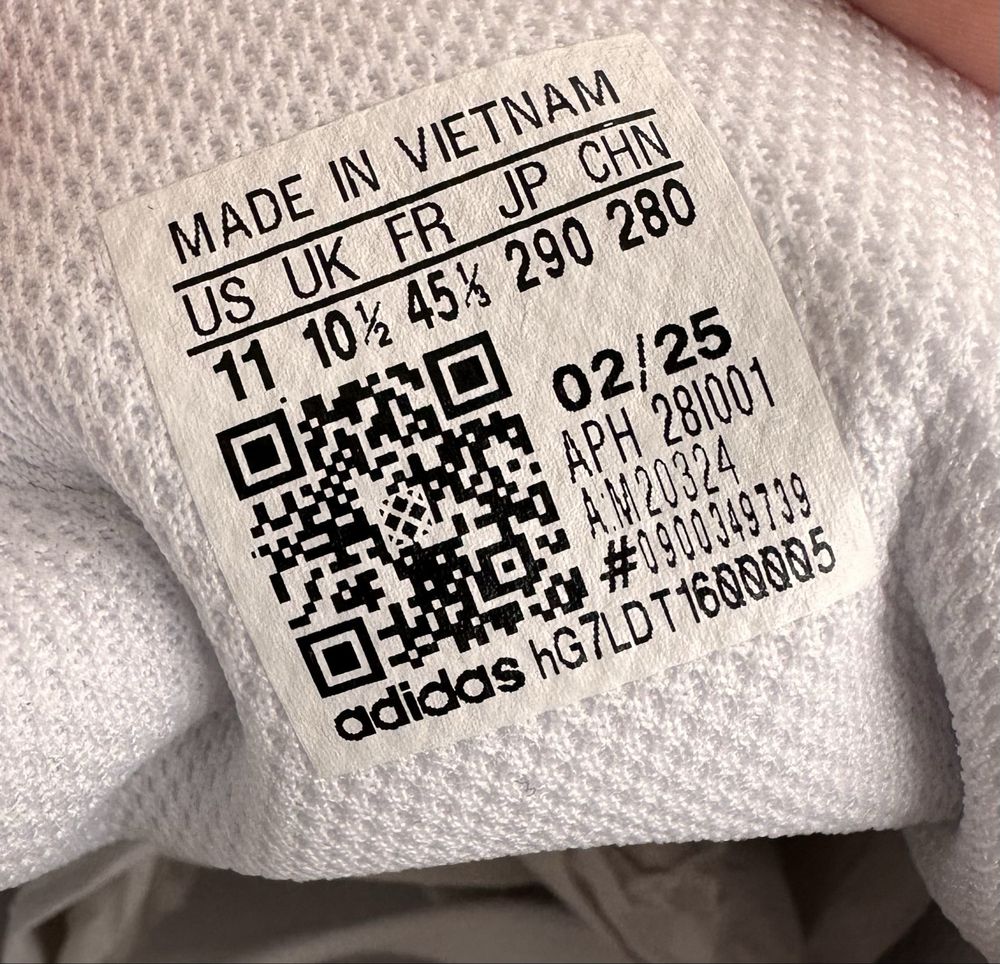 MADE IN VIETNAM
US UK FR JP CHN
11 10½ 45⅓ 290 280
02/25
APH 28I001
A:M20324
#0900349739
adidas hG7LDT1600005